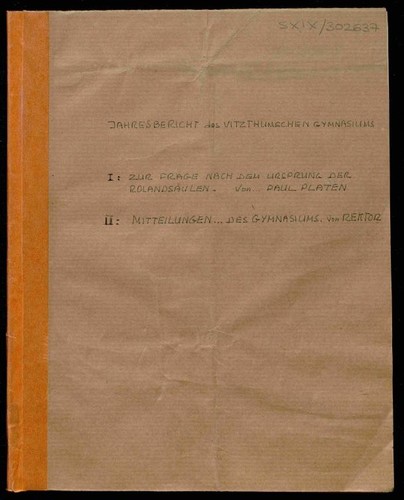 SXIX/302637
JAHRESBERICHT des VITZTHUMSCHEN GYMNASIUMS
I: ZUR FRAGE NACH DEM URSPRUNG DER
ROLANDSÄULEN. Von PAUL PLATEN
II: MITTEILUNGEN... DES GYMNASIUMS. von REKTOR